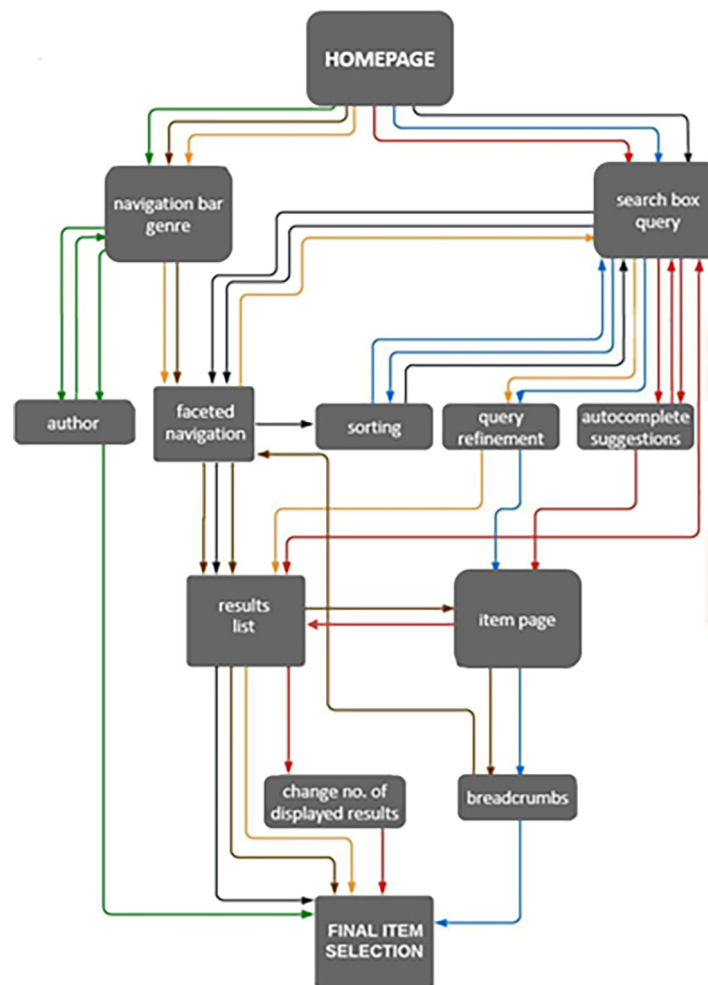 HOMEPAGE
navigation bar
genre
search box
query
author
faceted
navigation
sorting
query
refinement
autocomplete
suggestions
results
list
item page
change no. of
displayed results
breadcrumbs
FINAL ITEM
SELECTION